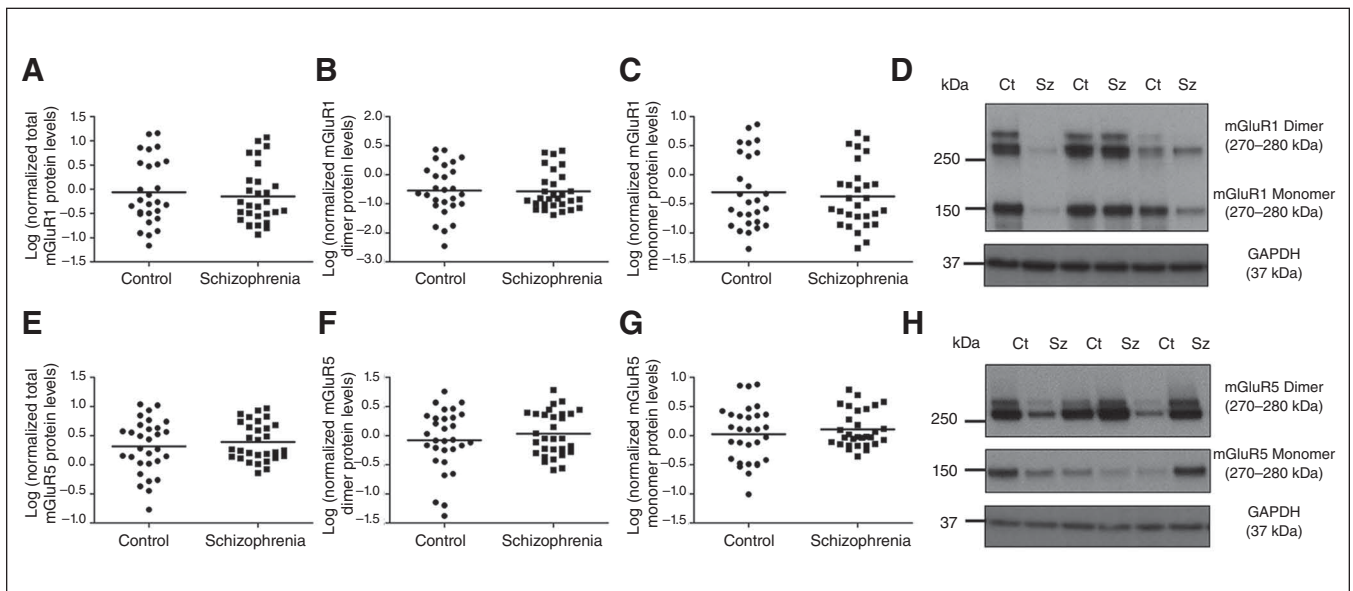 A
Log (normalized total
mGluR1 protein levels)
1.5
1.0
0.5
0.0
−0.5
−1.0
−1.5
Control Schizophrenia
B
Log (normalized mGluR1
dimer protein levels)
2.0
0.5
0.0
−1.0
−2.0
−3.0
Control Schizophrenia
C
Log (normalized mGluR1
monomer protein levels)
1.0
0.5
0.0
−0.5
−1.0
−1.5
Control Schizophrenia
D
kDa Ct Sz Ct Sz Ct Sz
250
150
37
mGluR1 Dimer
(270–280 kDa)
mGluR1 Monomer
(270–280 kDa)
GAPDH
(37 kDa)
E
Log (normalized total
mGluR5 protein levels)
1.5
1.0
0.5
0.0
−0.5
−1.0
Control Schizophrenia
F
Log (normalized mGluR5
dimer protein levels)
1.5
1.0
0.5
0.0
−0.5
−1.0
−1.5
Control Schizophrenia
G
Log (normalized mGluR5
monomer protein levels)
1.0
0.5
0.0
−0.5
−1.0
−1.5
Control Schizophrenia
H
kDa Ct Sz Ct Sz Ct Sz
250
150
37
mGluR5 Dimer
(270–280 kDa)
mGluR5 Monomer
(270–280 kDa)
GAPDH
(37 kDa)